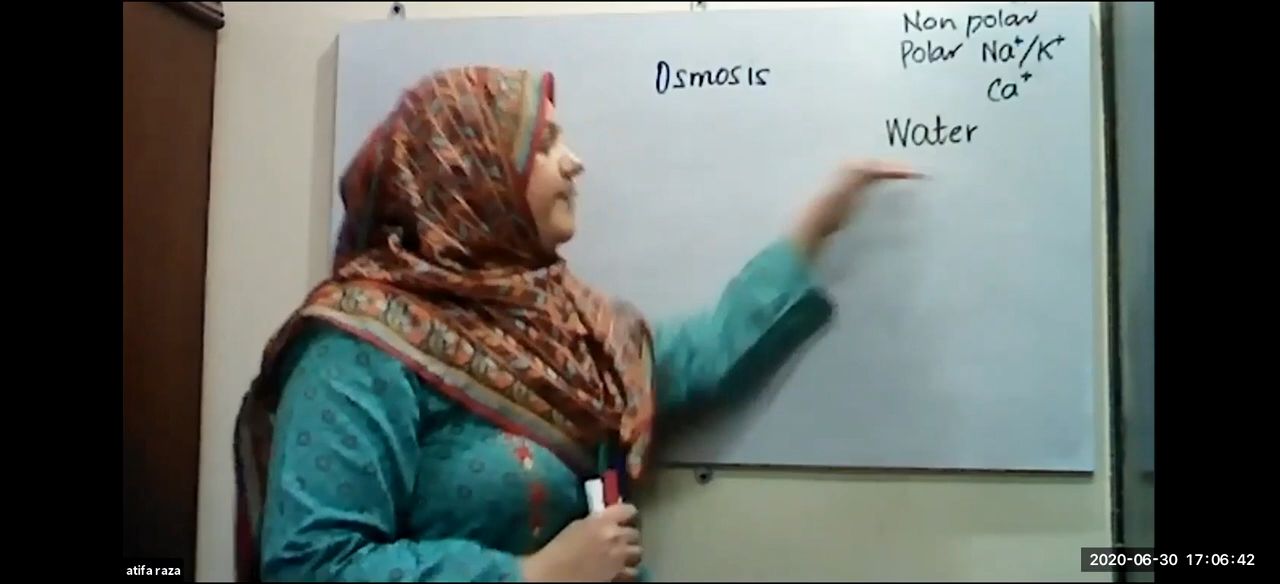 Non polar
Polar Na⁺/K⁺
Ca⁺
Osmosis
Water
atifa raza
2020-06-30 17:06:42